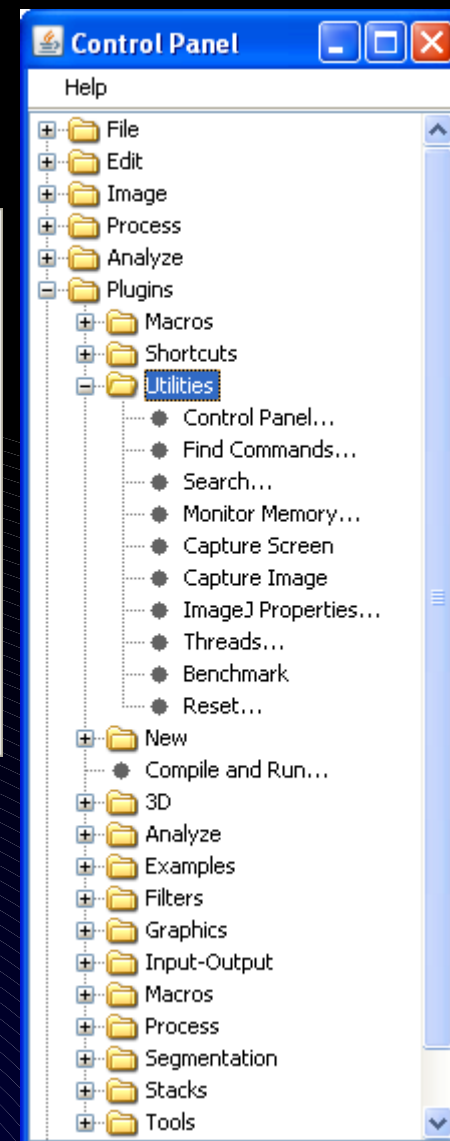 Control Panel
Help
File
Edit
Image
Process
Analyze
Plugins
Macros
Shortcuts
Utilities
Control Panel...
Find Commands...
Search...
Monitor Memory...
Capture Screen
Capture Image
ImageJ Properties...
Threads...
Benchmark
Reset...
New
Compile and Run...
3D
Analyze
Examples
Filters
Graphics
Input-Output
Macros
Process
Segmentation
Stacks
Tools